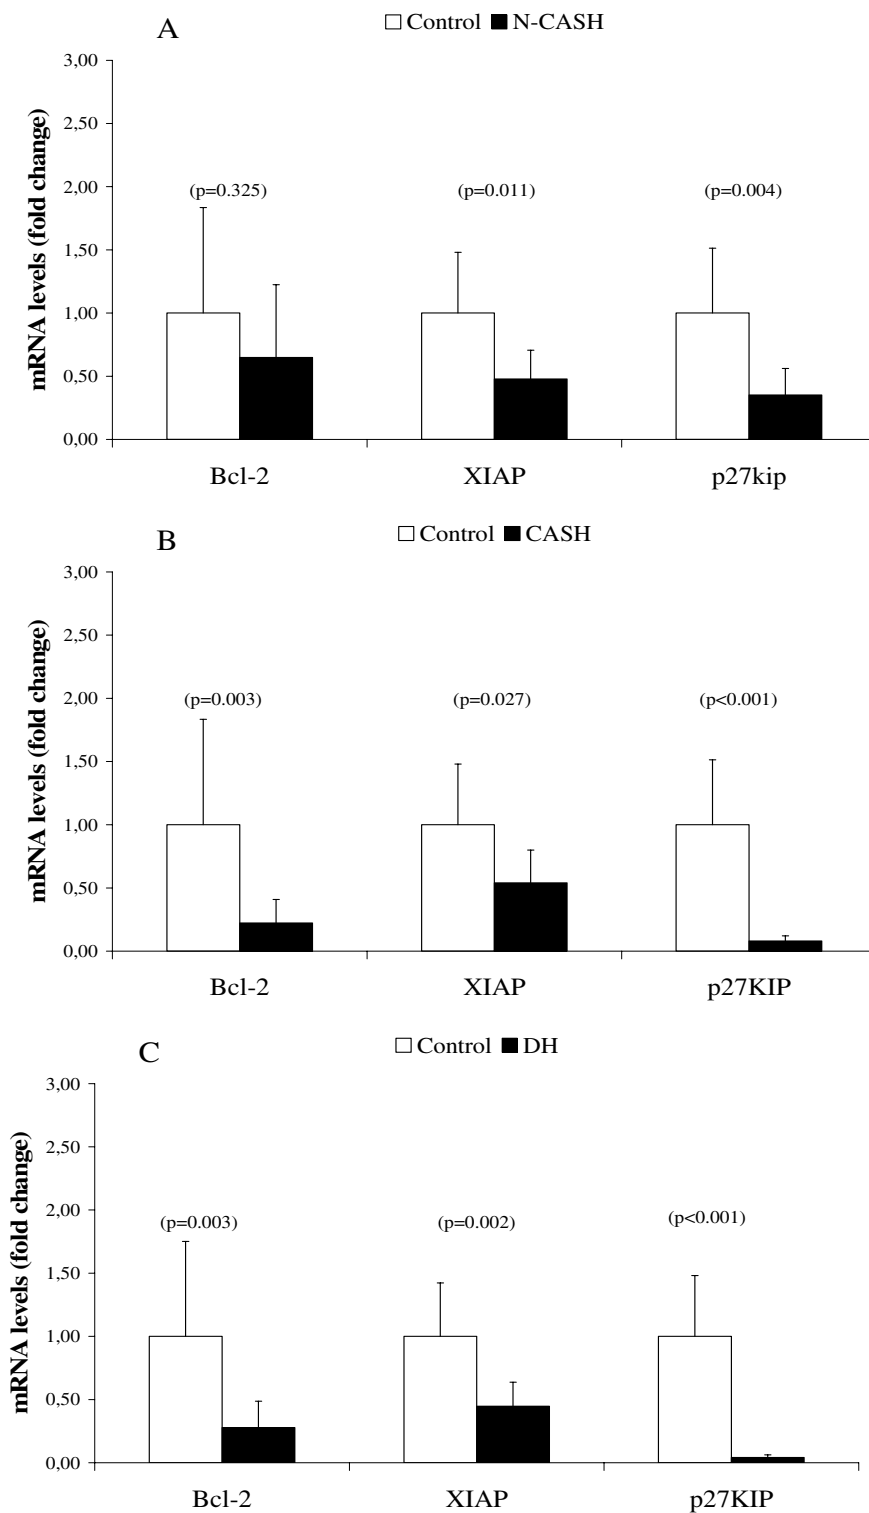 A
Control N-CASH
3,00
2,50
2,00
1,50
1,00
0,50
0,00
mRNA levels (fold change)
(p=0.325) (p=0.011) (p=0.004)
Bcl-2 XIAP p27kip
B
Control CASH
3,00
2,50
2,00
1,50
1,00
0,50
0,00
mRNA levels (fold change)
(p=0.003) (p=0.027) (p<0.001)
Bcl-2 XIAP p27KIP
C
Control DH
3,00
2,50
2,00
1,50
1,00
0,50
0,00
mRNA levels (fold change)
(p=0.003) (p=0.002) (p<0.001)
Bcl-2 XIAP p27KIP